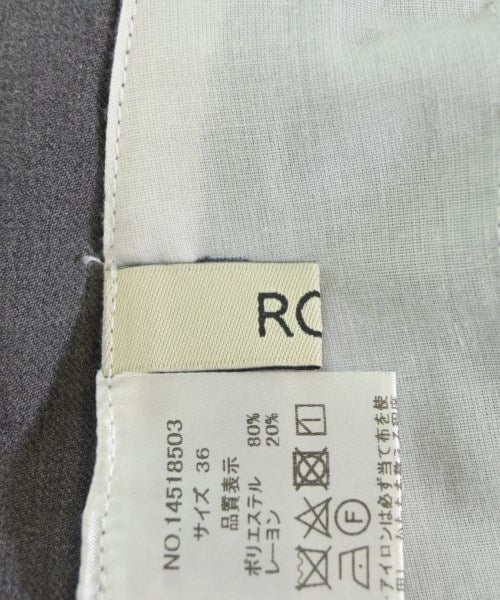 RO
NO.14518503
サイズ 36
品質表示
ポリエステル 80%
レーヨン 20%
F
・アイロンは必ず当て布を使